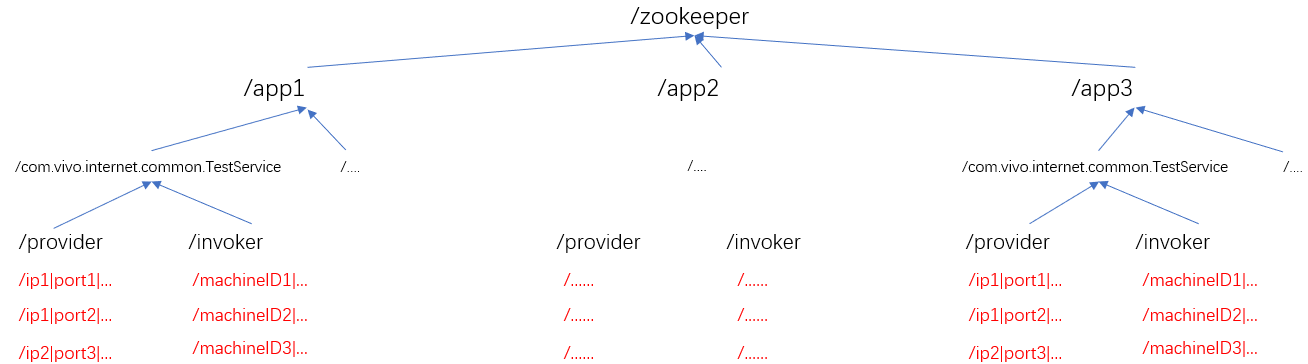 /zookeeper
/app1 /app2 /app3
/com.vivo.internet.common.TestService /.... /.... /com.vivo.internet.common.TestService /....
/provider /invoker /provider /invoker /provider /invoker
/ip1|port1|... /machineID1|... /...... /...... /ip1|port1|... /machineID1|...
/ip1|port2|... /machineID2|... /...... /...... /ip1|port2|... /machineID2|...
/ip2|port3|... /machineID3|... /...... /...... /ip2|port3|... /machineID3|...